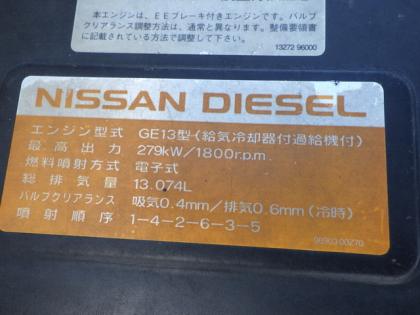 本エンジンは、EEブレーキ付きエンジンです。バルブ
クリアランス調整方法は、通常と異なります。整備要領書
に記載されている方法で調整して下さい。
13272 96000
NISSAN DIESEL
エンジン型式 GE13型(給気冷却器付過給機付)
最高出力 279kW/1800r.p.m.
燃料噴射方式 電子式
総排気量 13.074L
バルブクリアランス 吸気0.4mm/排気0.6mm(冷時)
噴射順序 1-4-2-6-3-5
99903 00Z70